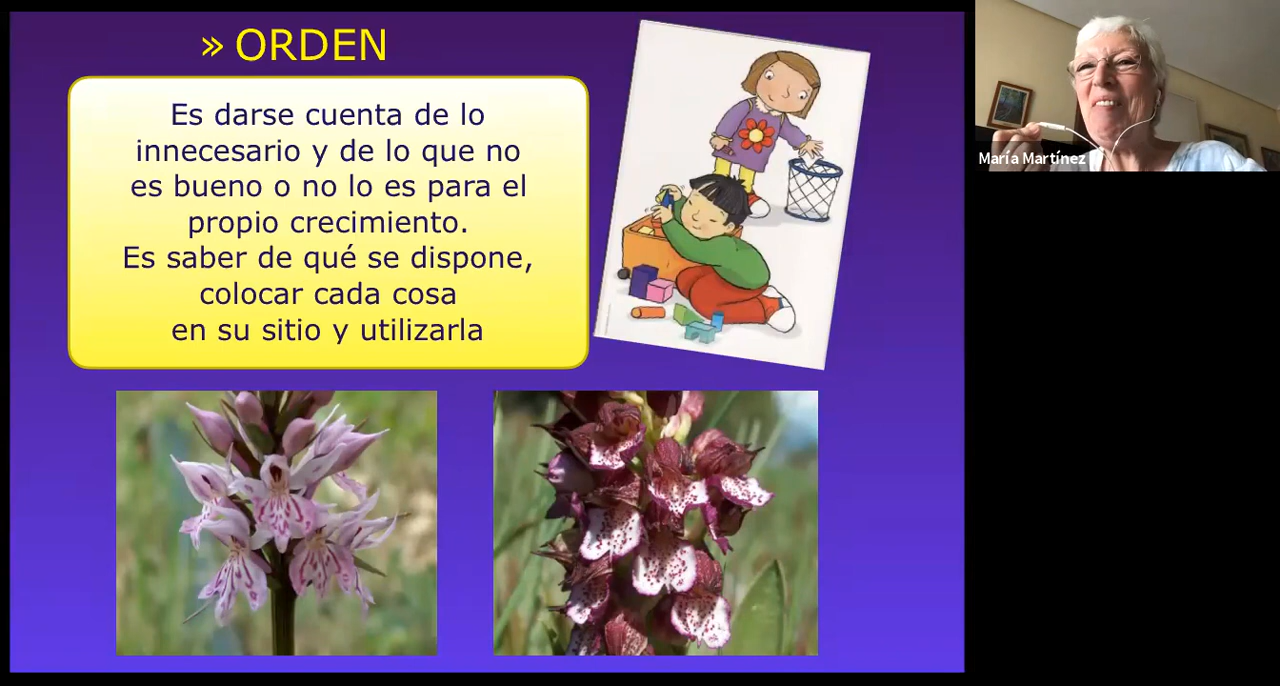 » ORDEN
Es darse cuenta de lo
innecesario y de lo que no
es bueno o no lo es para el
propio crecimiento.
Es saber de qué se dispone,
colocar cada cosa
en su sitio y utilizarla
María Martínez